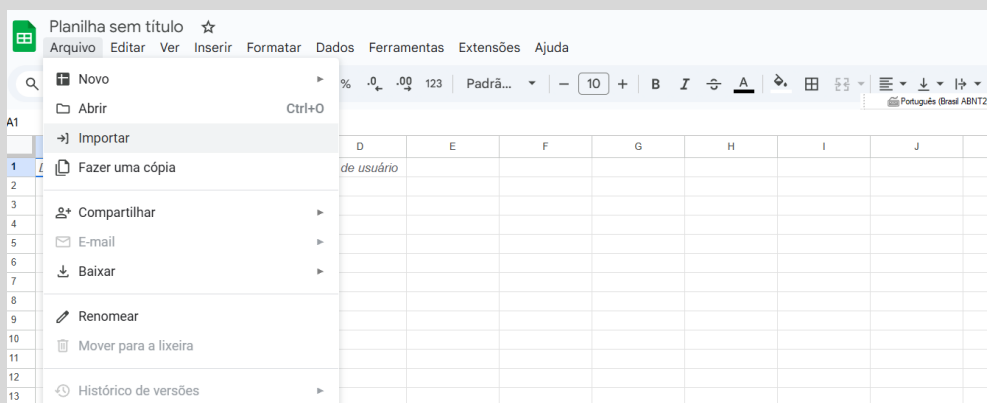 Planilha sem título
Arquivo Editar Ver Inserir Formatar Dados Ferramentas Extensões Ajuda
% .0 .00 123 Padrã... − 10 + B I A
Português (Brasil ABNT2
A1
Novo
Abrir Ctrl+O
Importar
Fazer uma cópia
Compartilhar
E-mail
Baixar
Renomear
Mover para a lixeira
Histórico de versões
D E F G H I J
1 de usuário
2
3
4
5
6
7
8
9
10
11
12
13